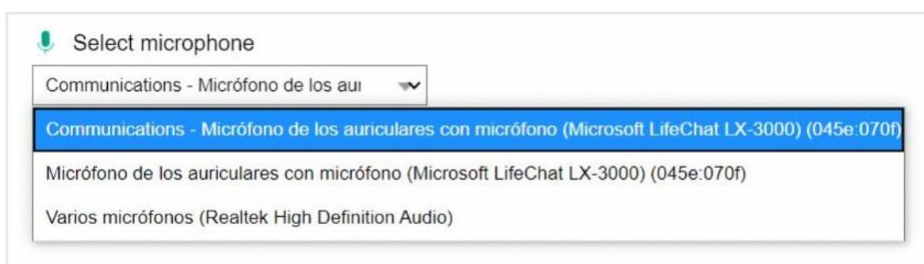 Select microphone
Communications - Micrófono de los aur
Communications - Micrófono de los auriculares con micrófono (Microsoft LifeChat LX-3000) (045e:070f)
Micrófono de los auriculares con micrófono (Microsoft LifeChat LX-3000) (045e:070f)
Varios micrófonos (Realtek High Definition Audio)